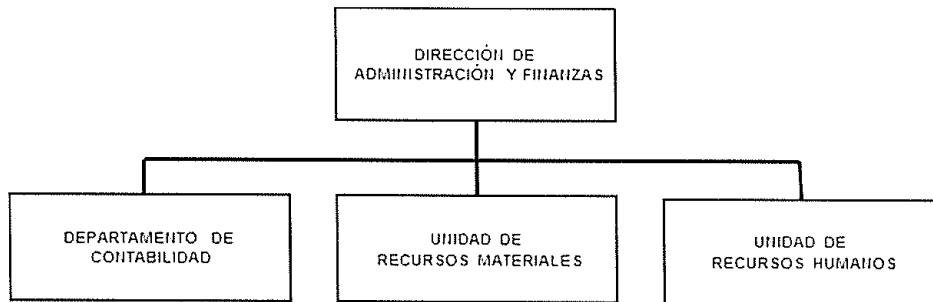 DIRECCIÓN DE
ADMINISTRACIÓN Y FINANZAS
DEPARTAMENTO DE
CONTABILIDAD
UNIDAD DE
RECURSOS MATERIALES
UNIDAD DE
RECURSOS HUMANOS